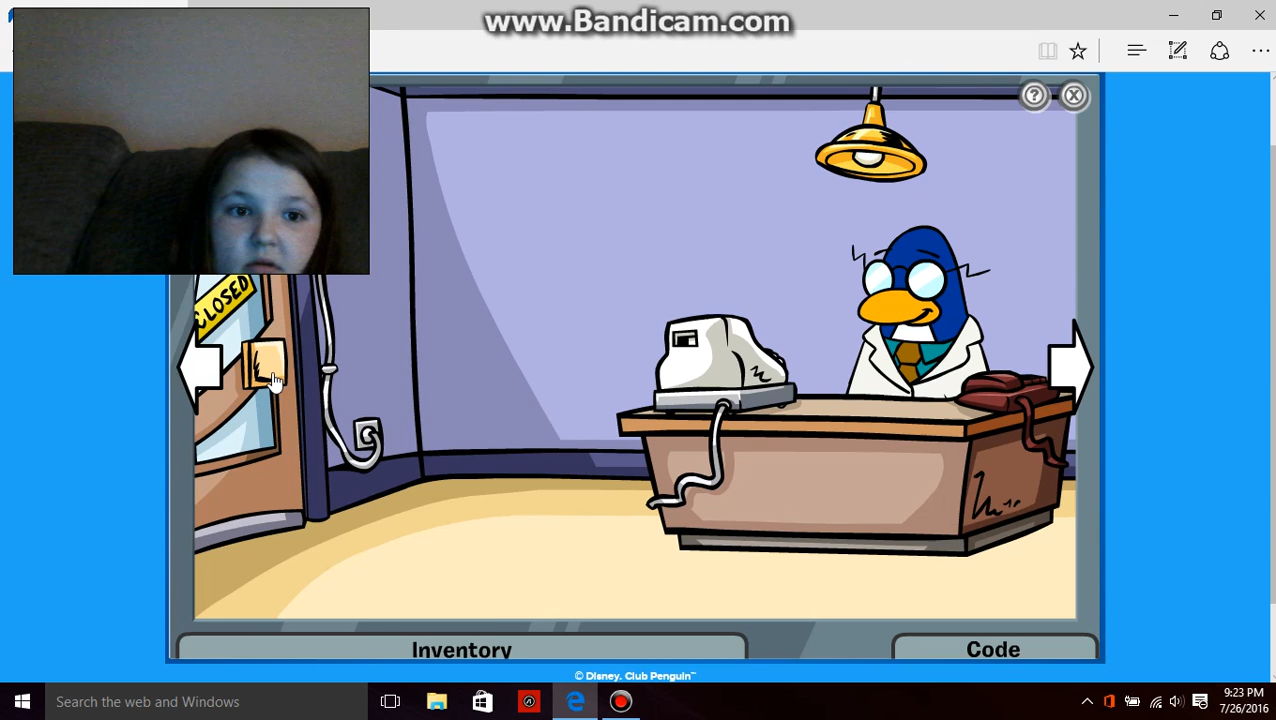 www.Bandicam.com
?
X
CLOSED
Inventory
Code
© Disney. Club Penguin™
Search the web and Windows
9:23 PM
7/26/2016